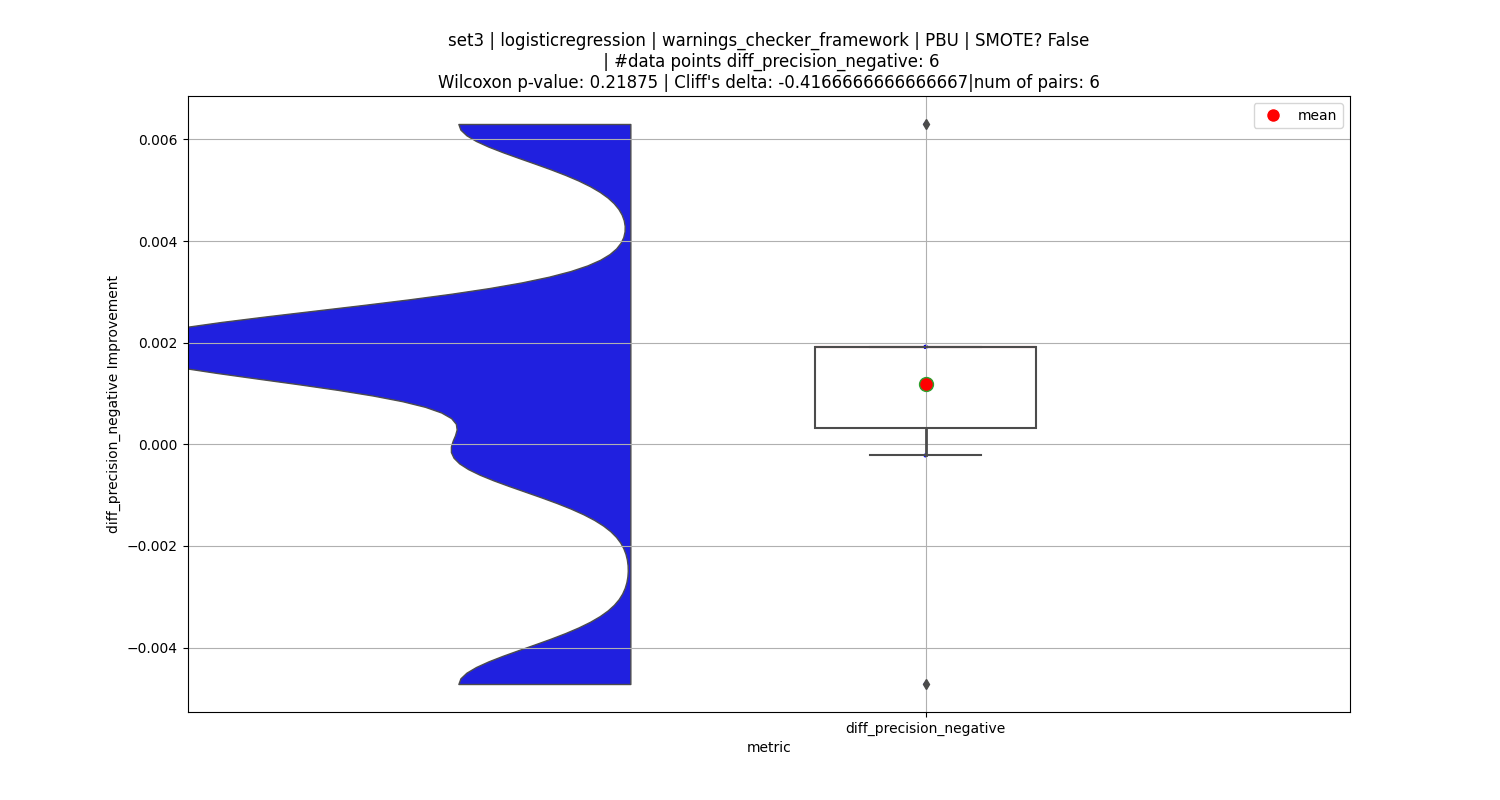 set3 | logisticregression | warnings_checker_framework | PBU | SMOTE? False
| #data points diff_precision_negative: 6
Wilcoxon p-value: 0.21875 | Cliff's delta: -0.4166666666666667|num of pairs: 6
mean
0.006
0.004
0.002
0.000
−0.002
−0.004
diff_precision_negative Improvement
diff_precision_negative
metric